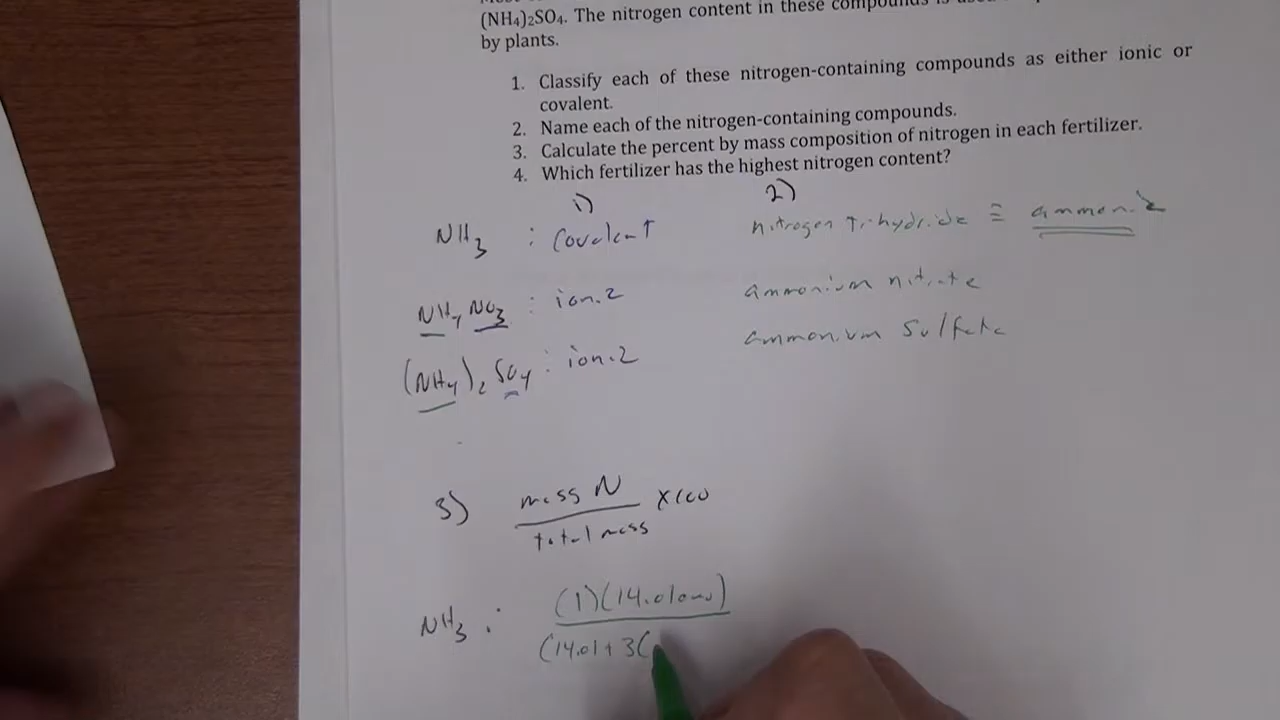 (NH4)2SO4. The nitrogen content in these compounds is
by plants.
1. Classify each of these nitrogen-containing compounds as either ionic or
covalent.
2. Name each of the nitrogen-containing compounds.
3. Calculate the percent by mass composition of nitrogen in each fertilizer.
4. Which fertilizer has the highest nitrogen content?
1) 2)
NH3 : Covalent nitrogen trihydride ≡ ammonia
NH4 NO3 : ionic ammonium nitrate
(NH4)2 SO4 : ionic ammonium sulfate
3) mass N
total mass
x100
NH3 : (1)(14.01amu)
(14.01 + 3(